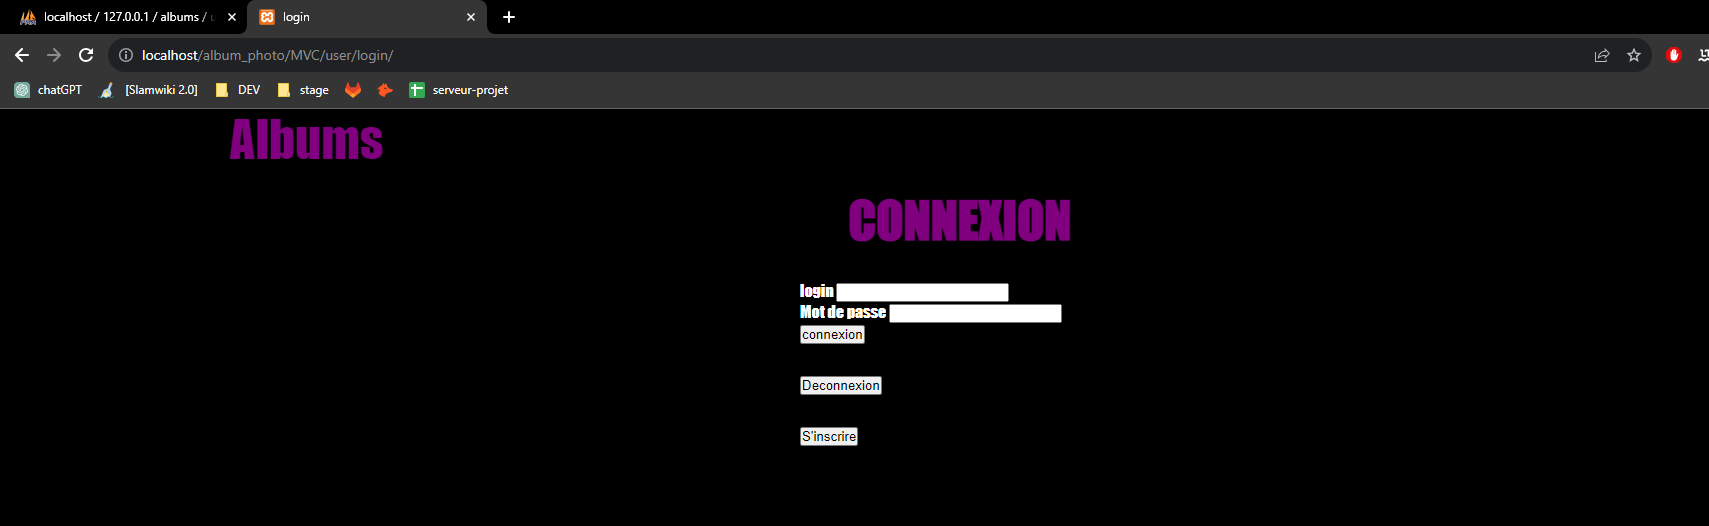 localhost / 127.0.0.1 / albums /
login
localhost/album_photo/MVC/user/login/
chatGPT
[Slamwiki 2.0]
DEV
stage
serveur-projet
Albums
CONNEXION
login
Mot de passe
connexion
Deconnexion
S'inscrire